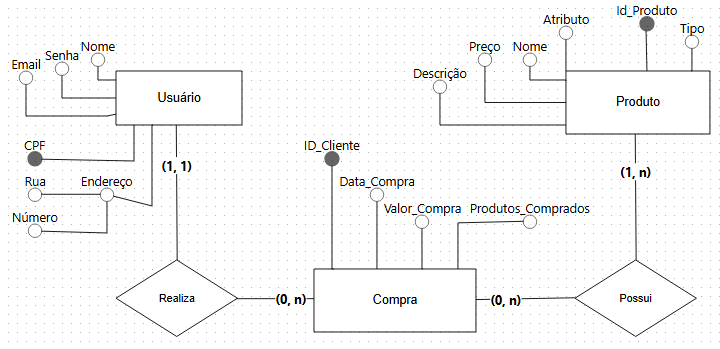 Id_Produto
Atributo
Tipo
Nome
Preço
Nome
Senha
Email
Descrição
Usuário
Produto
CPF
ID_Cliente
(1, 1)
(1, n)
Rua
Endereço
Data_Compra
Número
Valor_Compra
Produtos_Comprados
Realiza
(0, n)
Compra
(0, n)
Possui